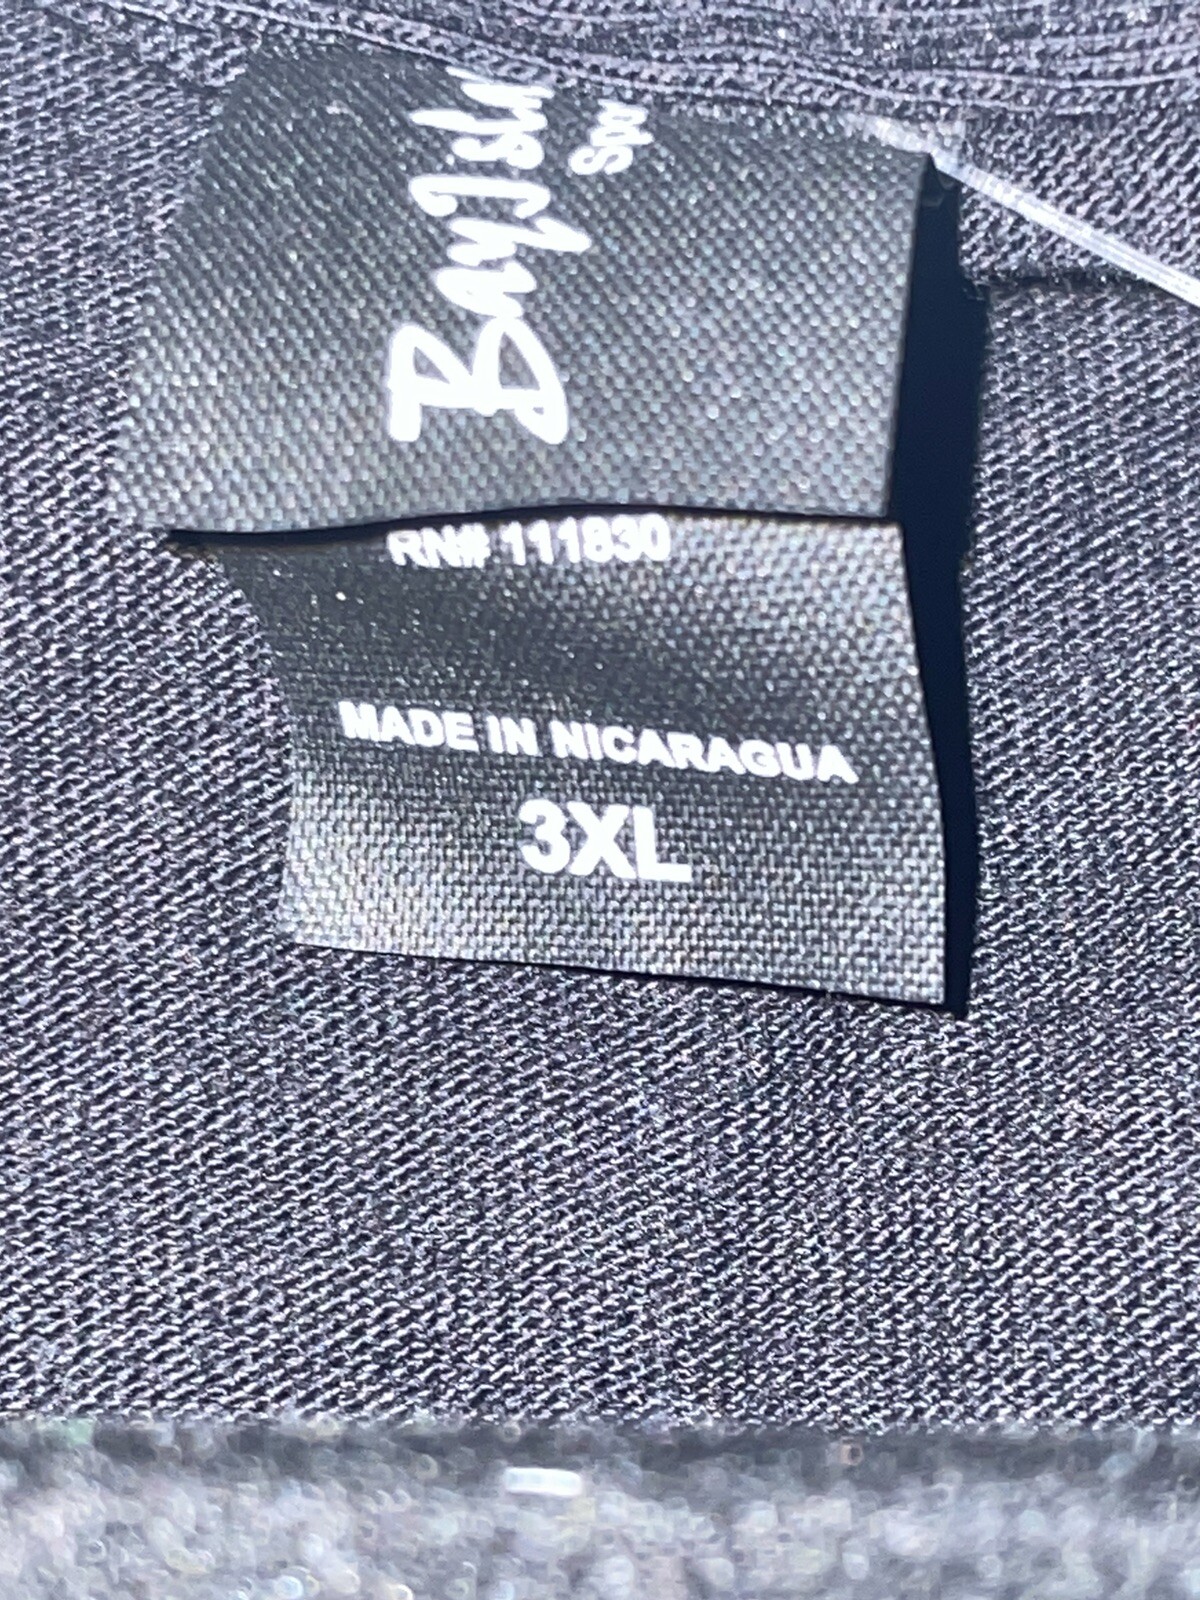 RN# 111830
MADE IN NICARAGUA
3XL